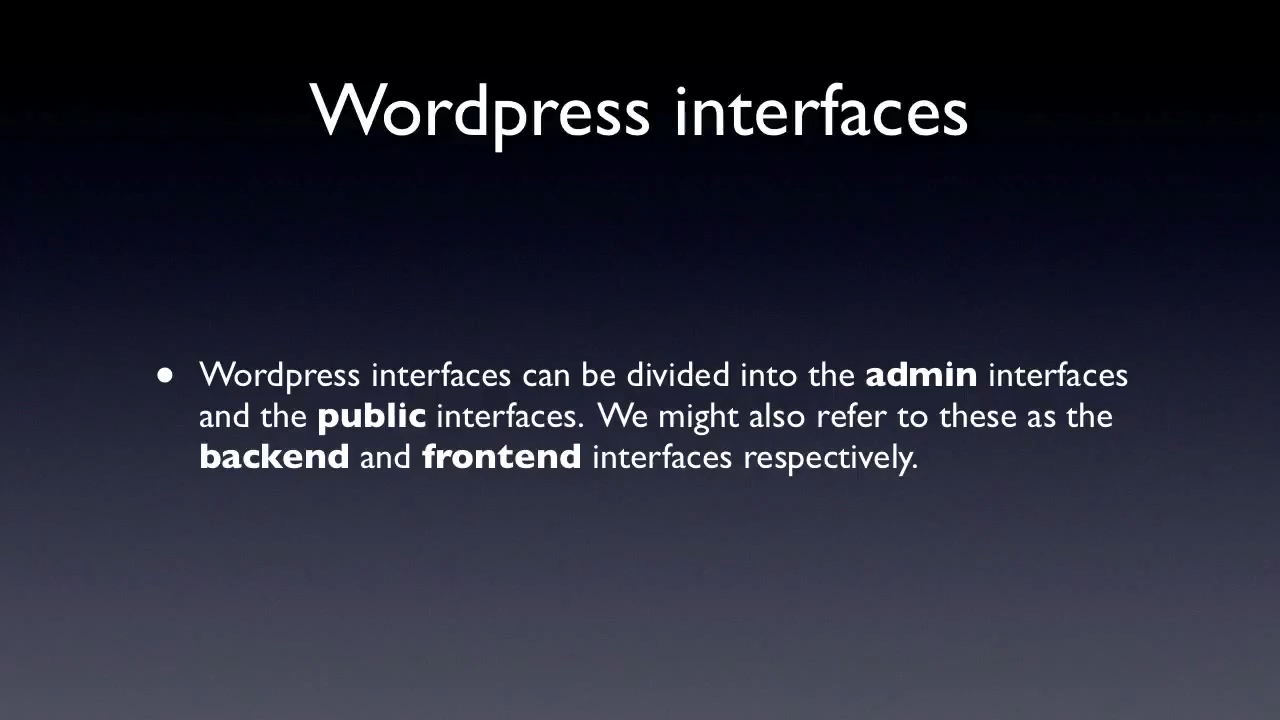 Wordpress interfaces
• Wordpress interfaces can be divided into the admin interfaces
and the public interfaces. We might also refer to these as the
backend and frontend interfaces respectively.